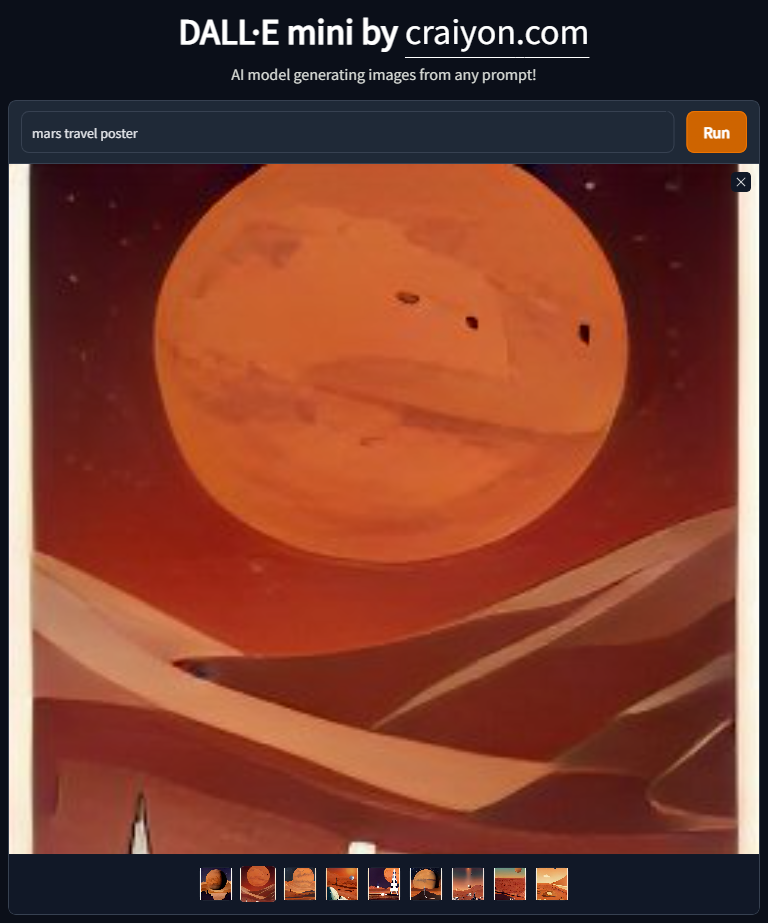 DALL·E mini by craiyon.com
AI model generating images from any prompt!
mars travel poster
Run